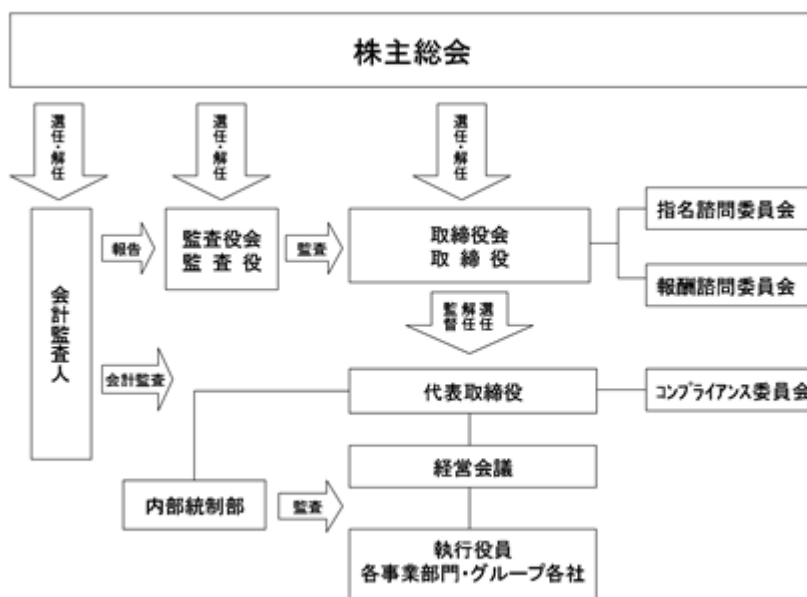 株主総会
選任・解任
選任・解任
選任・解任
会計監査人
報告
監査役会
監査役
監査
取締役会
取締役
指名諮問委員会
報酬諮問委員会
選任
解任
監督
会計監査
代表取締役
コンプライアンス委員会
経営会議
内部統制部
監査
執行役員
各事業部門・グループ各社